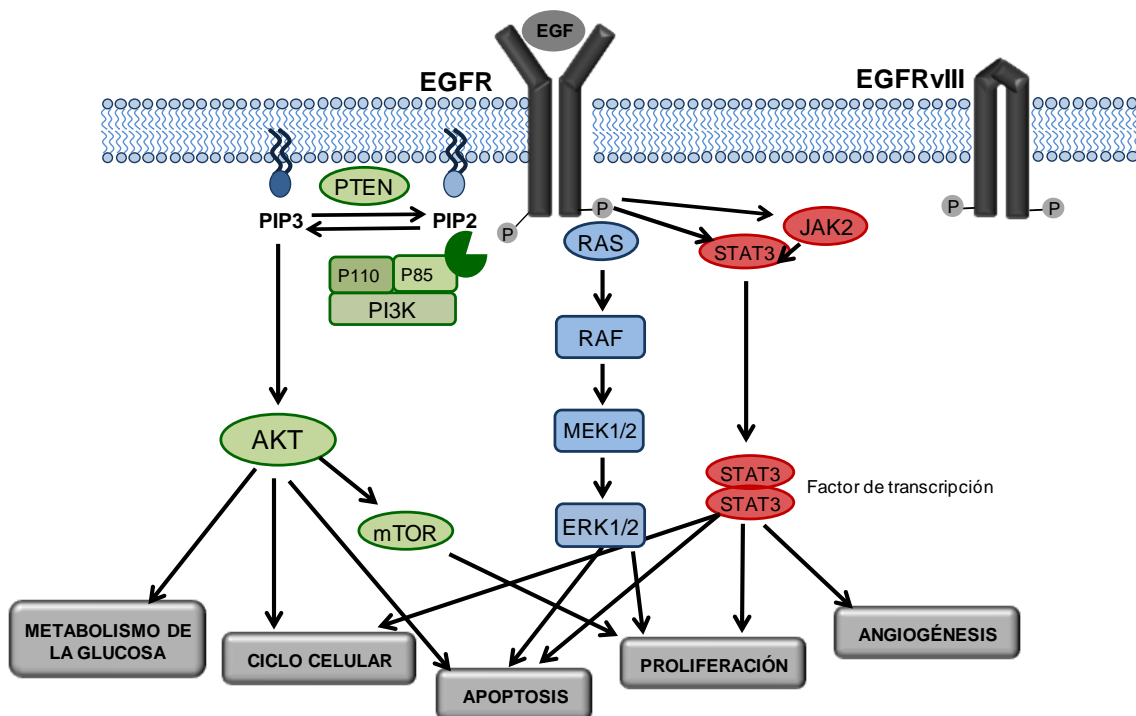 EGF
EGFR
EGFRvIII
PTEN
PIP3
PIP2
P
P
P
P
RAS
STAT3
JAK2
P110
P85
PI3K
RAF
AKT
MEK1/2
STAT3
STAT3
Factor de transcripción
mTOR
ERK1/2
METABOLISMO DE
LA GLUCOSA
CICLO CELULAR
APOPTOSIS
PROLIFERACIÓN
ANGIOGÉNESIS